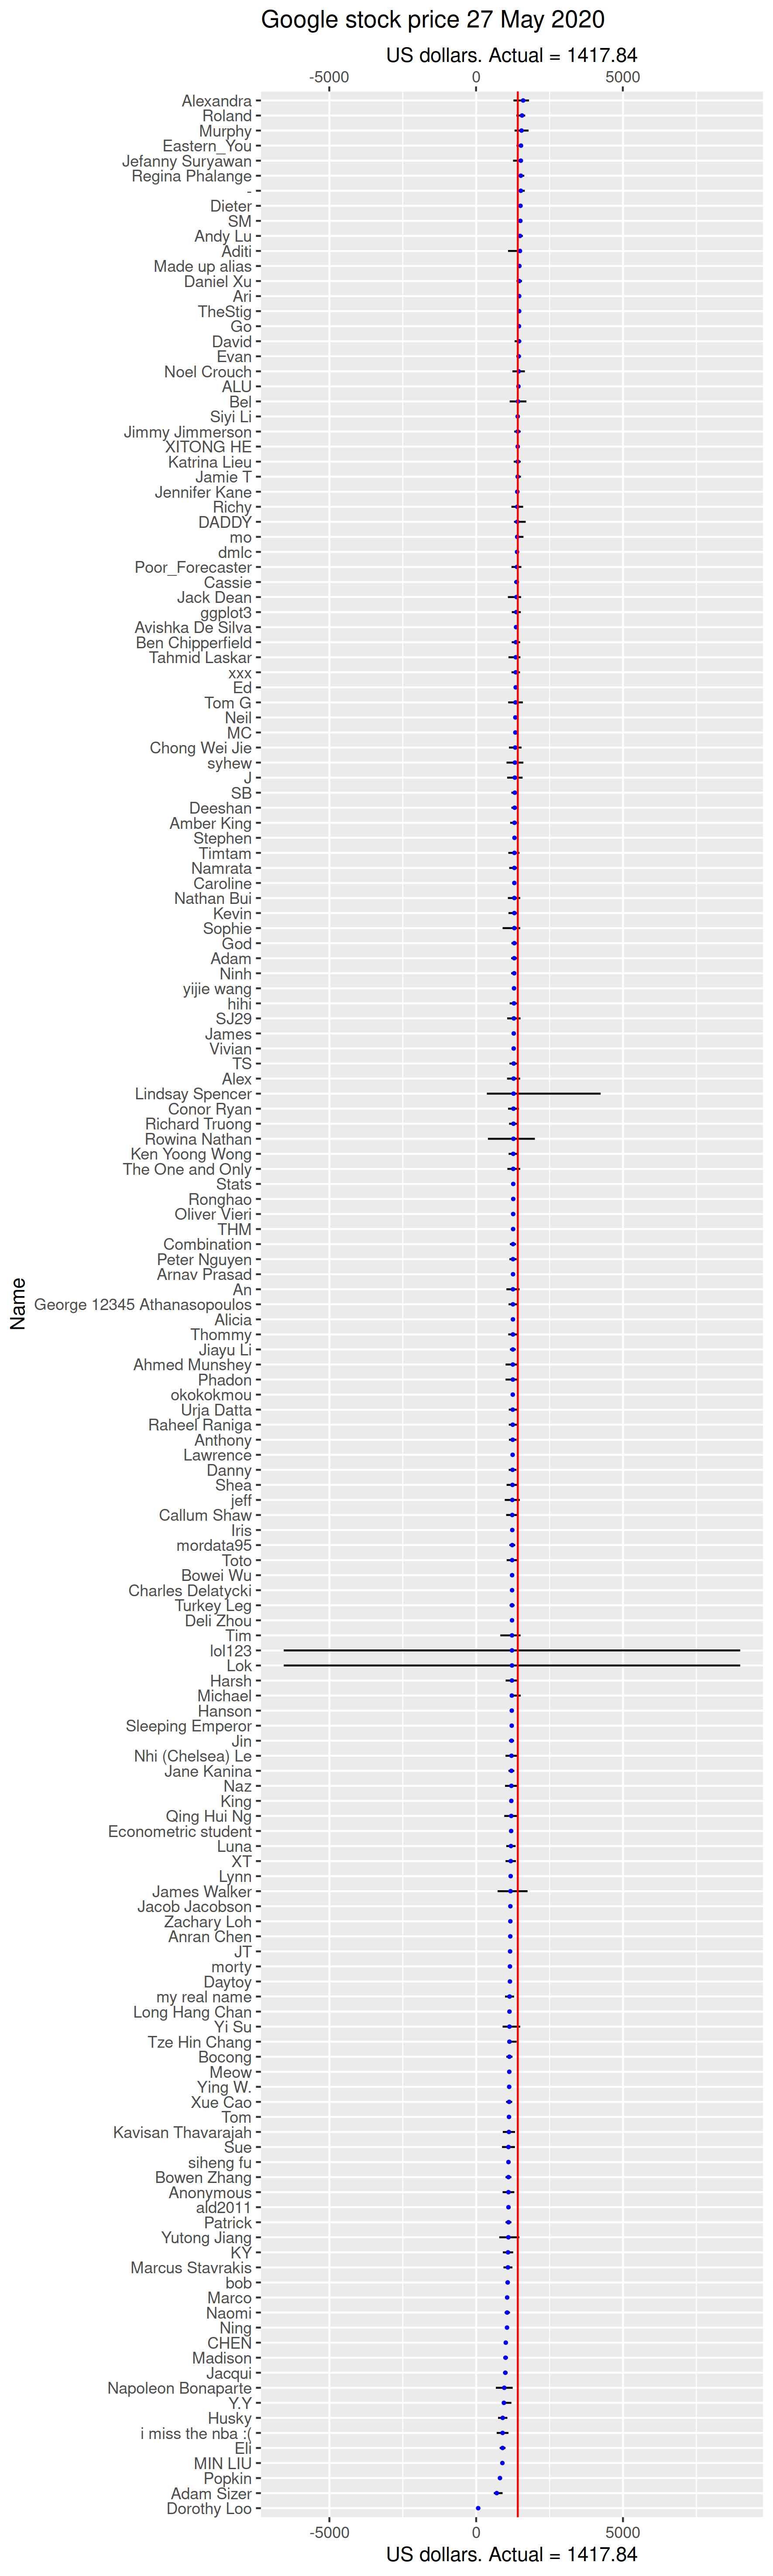 Google stock price 27 May 2020
US dollars. Actual = 1417.84
-5000 0 5000
Alexandra
Roland
Murphy
Eastern_You
Jefanny Suryawan
Regina Phalange
-
Dieter
SM
Andy Lu
Aditi
Made up alias
Daniel Xu
Ari
TheStig
Go
David
Evan
Noel Crouch
ALU
Bel
Siyi Li
Jimmy Jimmerson
XITONG HE
Katrina Lieu
Jamie T
Jennifer Kane
Richy
DADDY
mo
dmlc
Poor_Forecaster
Cassie
Jack Dean
ggplot3
Avishka De Silva
Ben Chipperfield
Tahmid Laskar
xxx
Ed
Tom G
Neil
MC
Chong Wei Jie
syhew
J
SB
Deeshan
Amber King
Stephen
Timtam
Namrata
Caroline
Nathan Bui
Kevin
Sophie
God
Adam
Ninh
yijie wang
hihi
SJ29
James
Vivian
TS
Alex
Lindsay Spencer
Conor Ryan
Richard Truong
Rowina Nathan
Ken Yoong Wong
The One and Only
Stats
Ronghao
Oliver Vieri
THM
Combination
Peter Nguyen
Arnav Prasad
An
George 12345 Athanasopoulos
Alicia
Thommy
Jiayu Li
Ahmed Munshey
Phadon
okokokmou
Urja Datta
Raheel Raniga
Anthony
Lawrence
Danny
Shea
jeff
Callum Shaw
Iris
mordata95
Toto
Bowei Wu
Charles Delatycki
Turkey Leg
Deli Zhou
Tim
lol123
Lok
Harsh
Michael
Hanson
Sleeping Emperor
Jin
Nhi (Chelsea) Le
Jane Kanina
Naz
King
Qing Hui Ng
Econometric student
Luna
XT
Lynn
James Walker
Jacob Jacobson
Zachary Loh
Anran Chen
JT
morty
Daytoy
my real name
Long Hang Chan
Yi Su
Tze Hin Chang
Bocong
Meow
Ying W.
Xue Cao
Tom
Kavisan Thavarajah
Sue
siheng fu
Bowen Zhang
Anonymous
ald2011
Patrick
Yutong Jiang
KY
Marcus Stavrakis
bob
Marco
Naomi
Ning
CHEN
Madison
Jacqui
Napoleon Bonaparte
Y.Y
Husky
i miss the nba :(
Eli
MIN LIU
Popkin
Adam Sizer
Dorothy Loo
Name
-5000 0 5000
US dollars. Actual = 1417.84